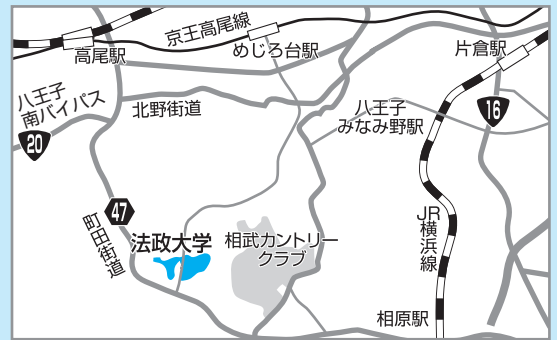 京王高尾線
高尾駅
めじろ台駅
片倉駅
八王子
南バイパス
20
北野街道
八王子
みなみ野駅
16
47
町田街道
法政大学
相武カントリー
クラブ
JR横浜線
相原駅